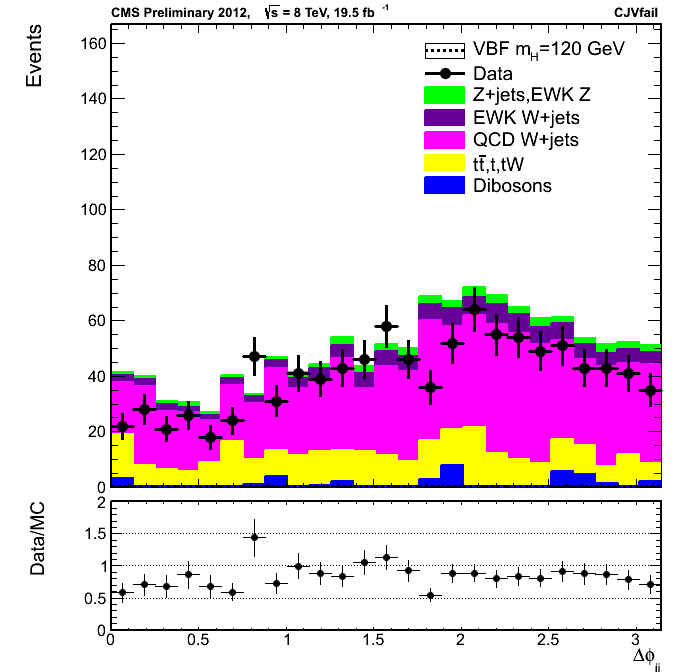 CMS Preliminary 2012, √s = 8 TeV, 19.5 fb⁻¹ CJVfail
Events
160
140
120
100
80
60
40
20
0
VBF m_H=120 GeV
Data
Z+jets,EWK Z
EWK W+jets
QCD W+jets
tt̄,t,tW
Dibosons
Data/MC
2
1.5
1
0.5
0
0 0.5 1 1.5 2 2.5 3
Δϕ_jj